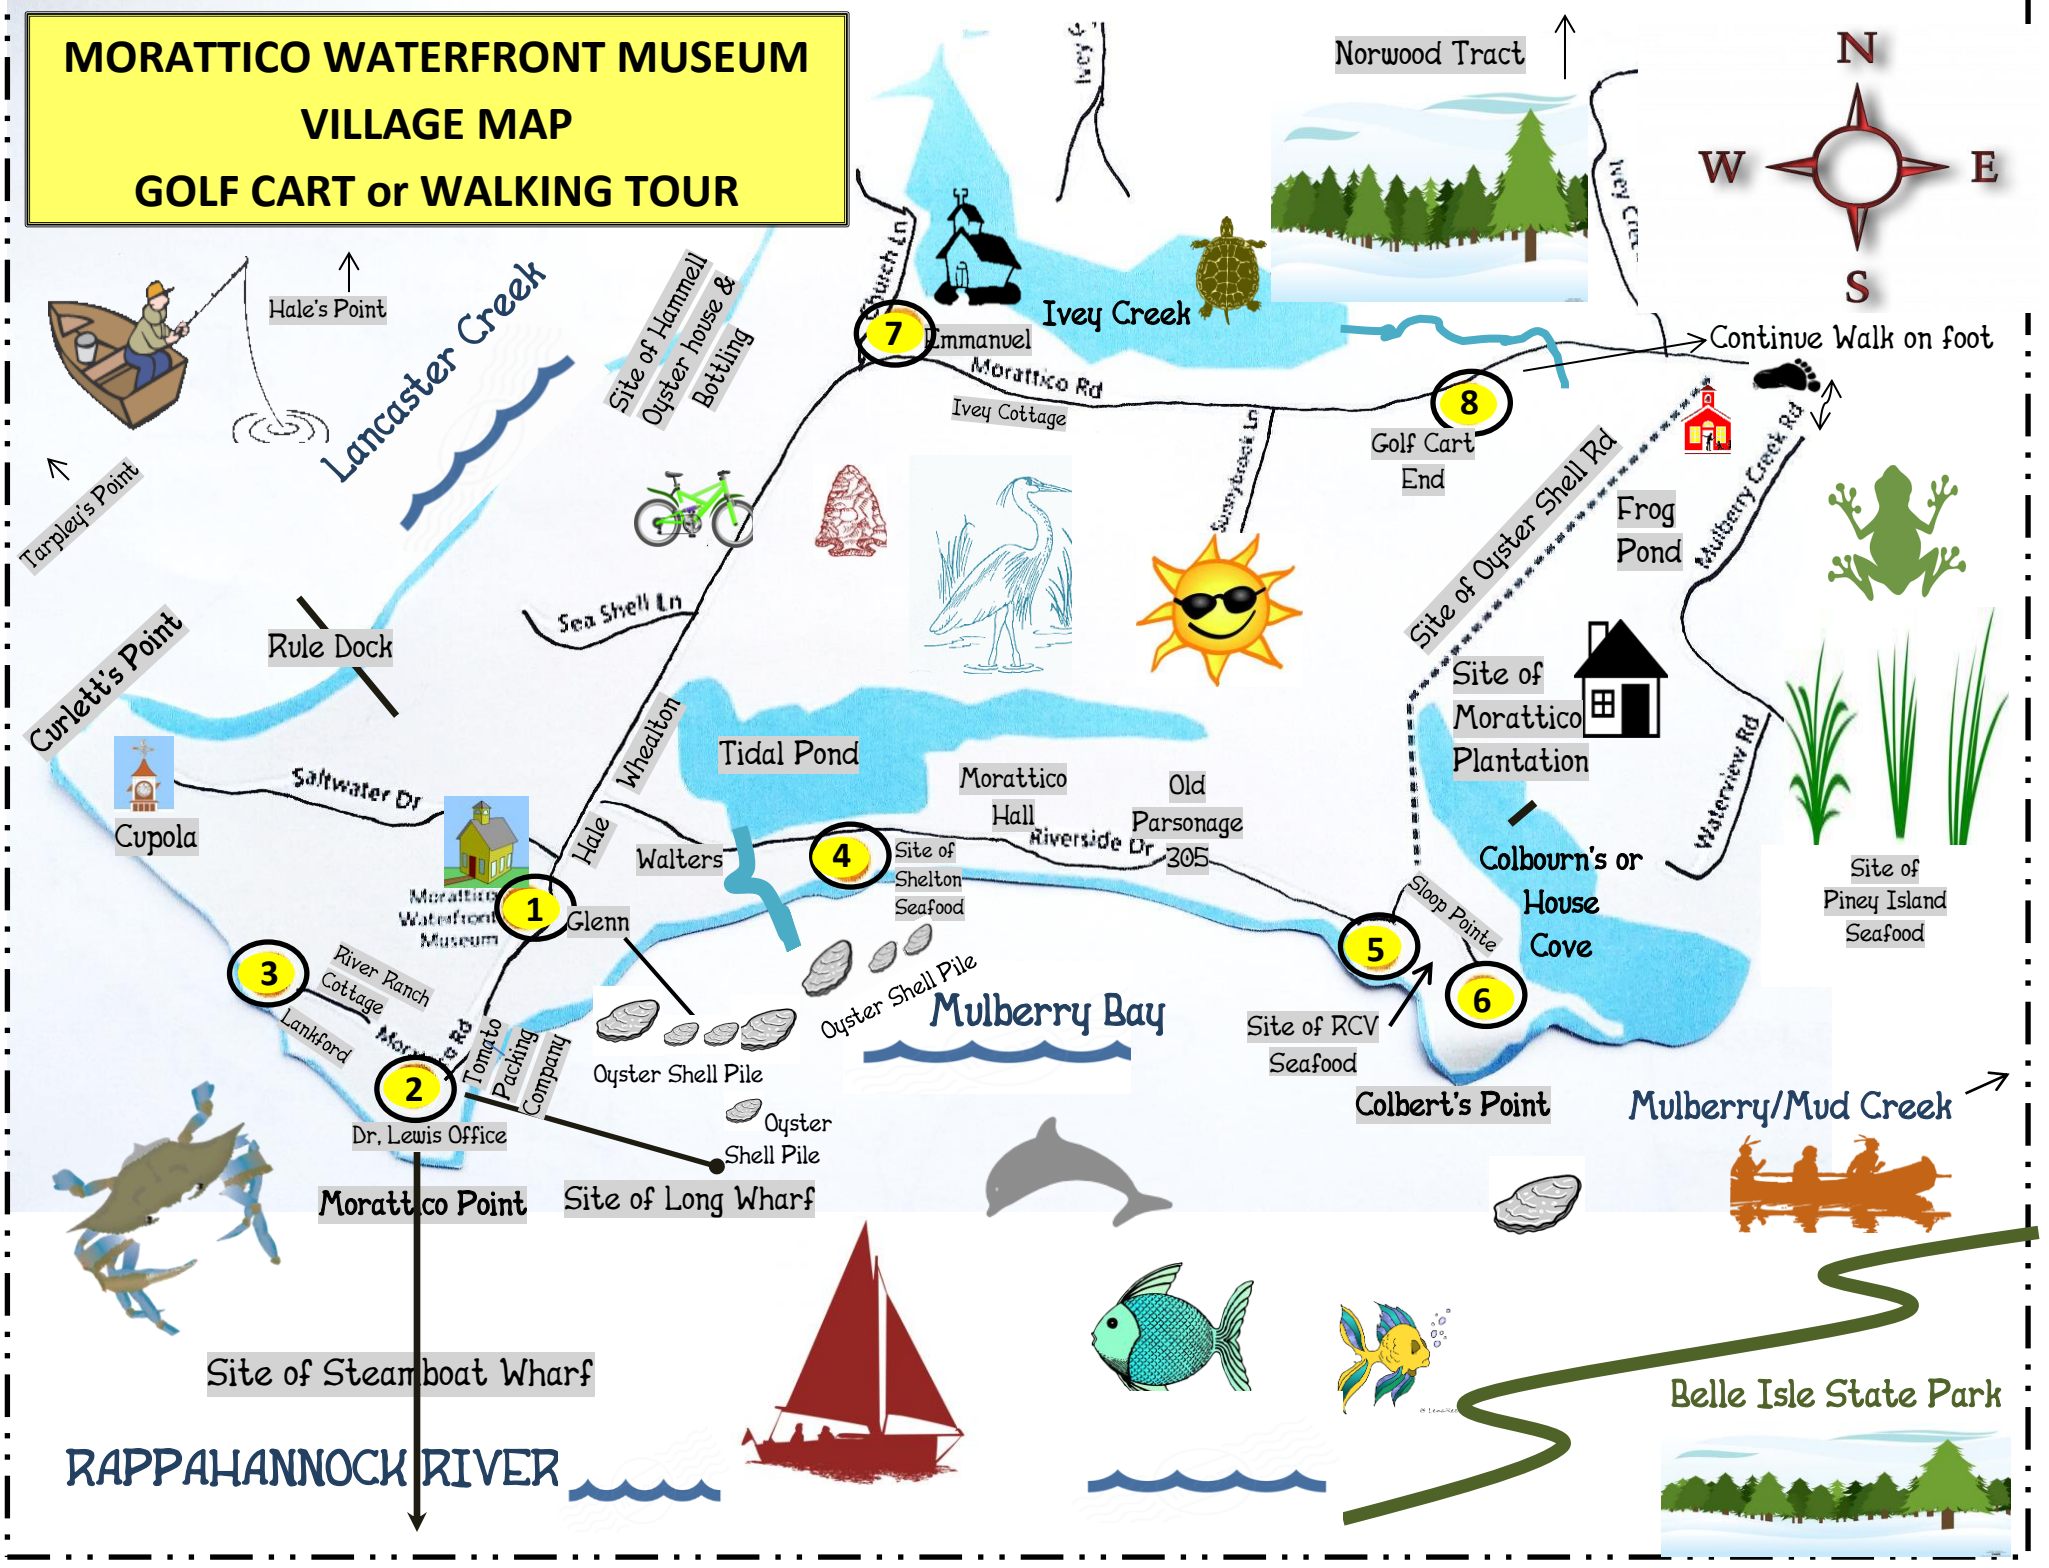 MORATTICO WATERFRONT MUSEUM
VILLAGE MAP
GOLF CART or WALKING TOUR
Norwood Tract
N
W
E
S
Hale's Point
Lancaster Creek
Tarpley's Point
Site of Hammell
Oyster house &
Bottling
Church Ln
7
Emmanuel
Ivey Creek
Morattico Rd
Ivey Cottage
Continue Walk on foot
8
Golf Cart
End
Sunnybrook Ln
Site of Oyster Shell Rd
Mulberry Creek Rd
Frog
Pond
Sea Shell Ln
Rule Dock
Curlett's Point
Cupola
Saltwater Dr
Whealton
Hale
Tidal Pond
Walters
Morattico
Hall
Old
Parsonage
305
Riverside Dr
4
Site of
Shelton
Seafood
Site of
Morattico
Plantation
Colbourn's or
House
Cove
Waterview Rd
Site of
Piney Island
Seafood
Morattico
Waterfront
Museum
1
Glenn
3
River Ranch
Cottage
Lankford
Tomato
Packing
Company
2
Dr, Lewis Office
Morattico Point
Oyster Shell Pile
Oyster Shell Pile
Oyster
Shell Pile
Site of Long Wharf
Mulberry Bay
5
Sloop Pointe
6
Site of RCV
Seafood
Colbert's Point
Mulberry/Mud Creek
Site of Steamboat Wharf
RAPPAHANNOCK RIVER
Belle Isle State Park